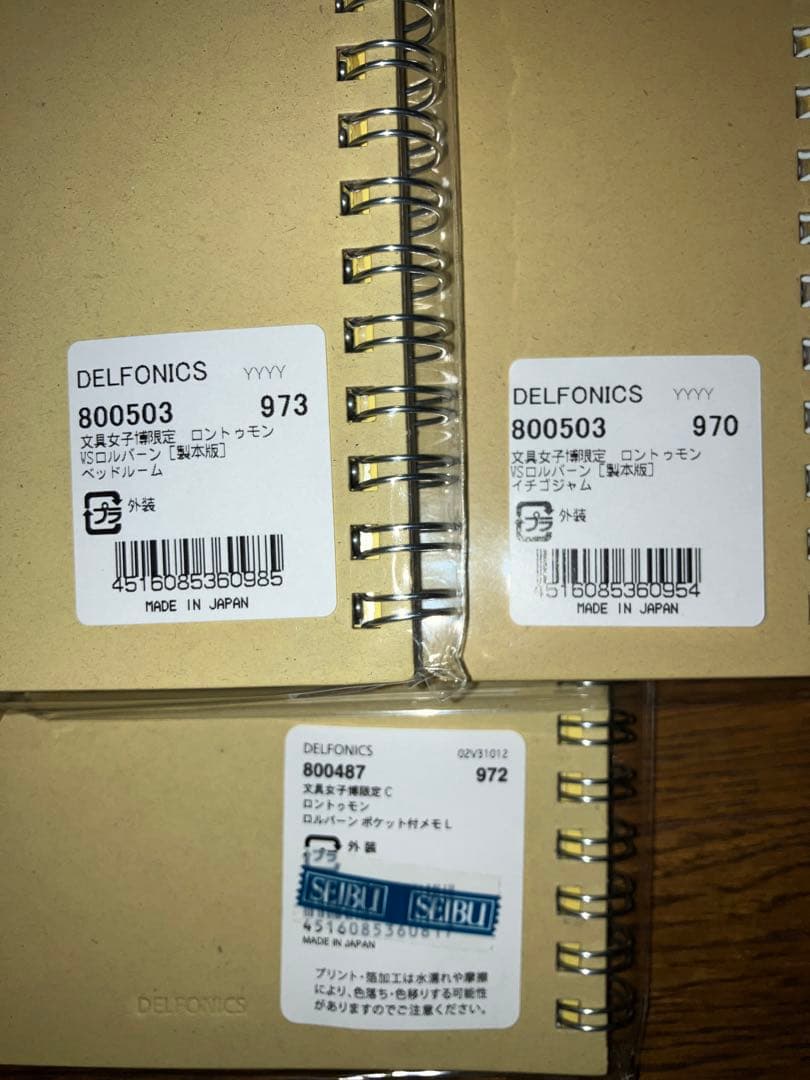 DELFONICS YYYY
800503 973
文具女子博限定 ロントゥモン
VSロルバーン [製本版]
ベッドルーム
プラ 外装
4516085360985
MADE IN JAPAN
DELFONICS YYYY
800503 970
文具女子博限定 ロントゥモン
VSロルバーン [製本版]
イチゴジャム
プラ 外装
4516085360954
MADE IN JAPAN
DELFONICS 02V31012
800487 972
文具女子博限定 C
ロントゥモン
ロルバーン ポケット付メモ L
プラ 外装
SEIBU SEIBU
MADE IN JAPAN
プリント・箔加工は水濡れや摩擦
により、色落ち・色移りする可能性
がありますのでご注意ください。
DELFONICS